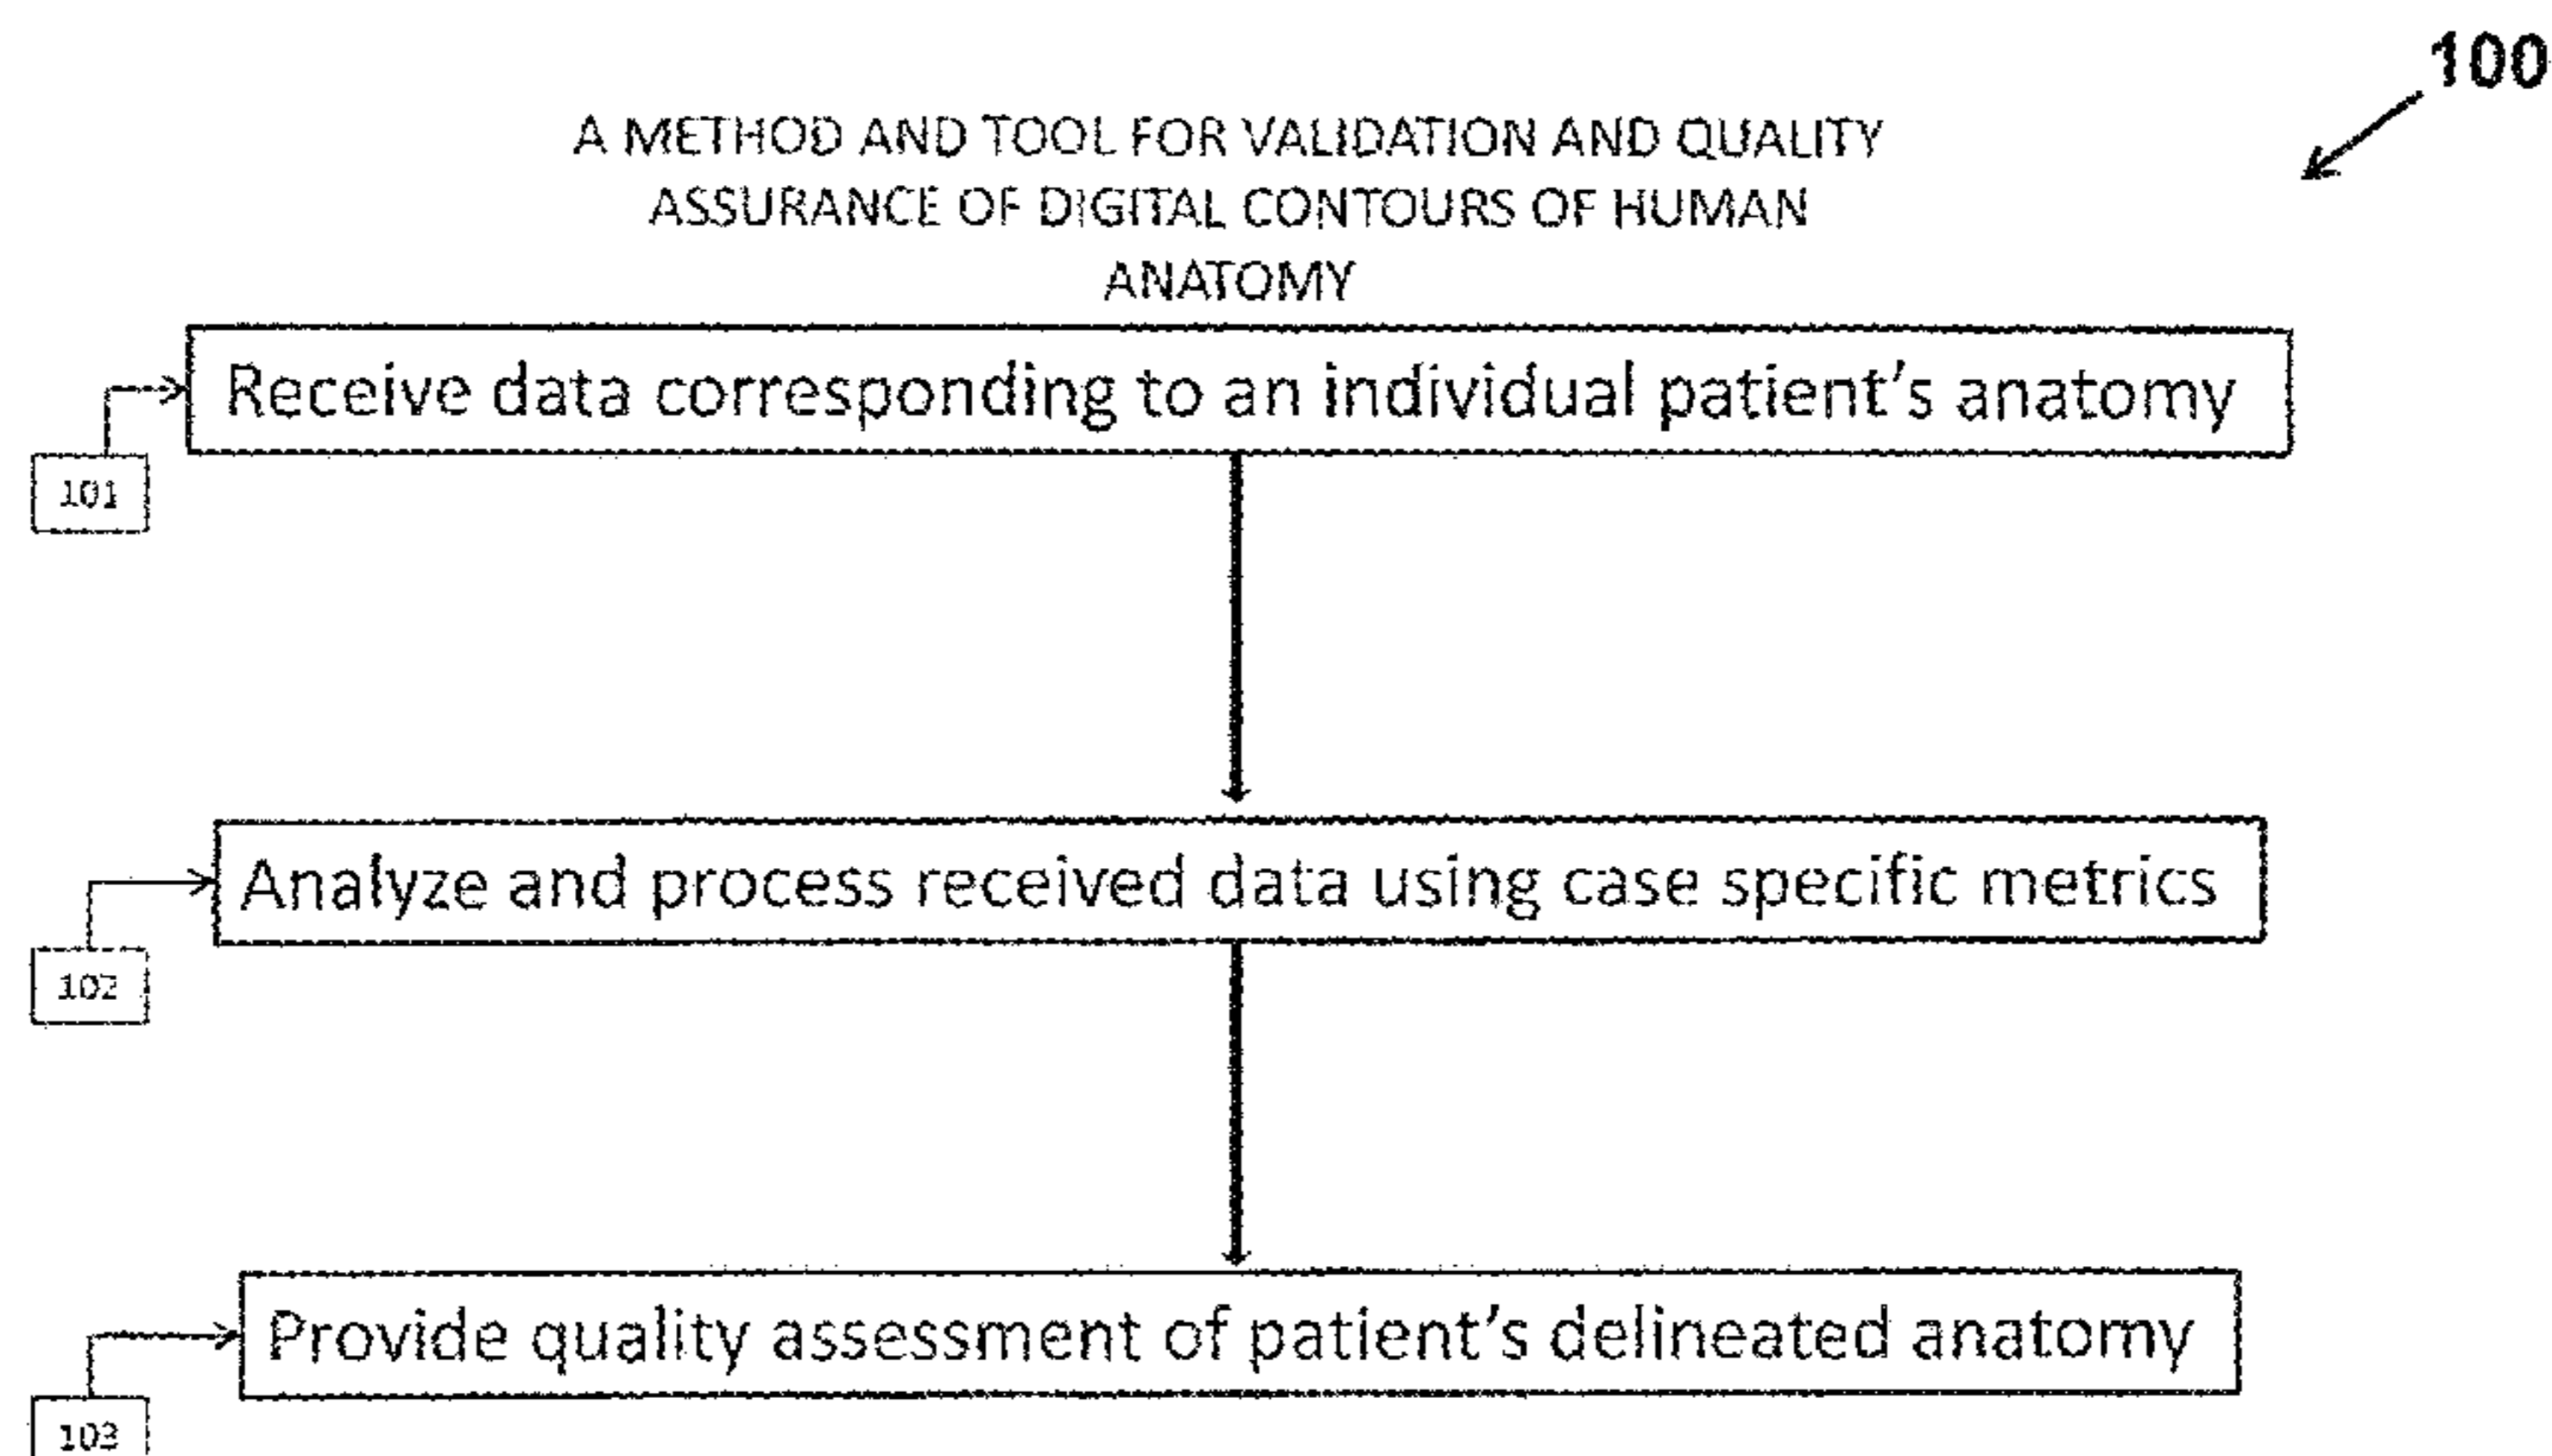 100
A METHOD AND TOOL FOR VALIDATION AND QUALITY
ASSURANCE OF DIGITAL CONTOURS OF HUMAN
ANATOMY
Receive data corresponding to an individual patient's anatomy
101
Analyze and process received data using case specific metrics
102
Provide quality assessment of patient's delineated anatomy
103